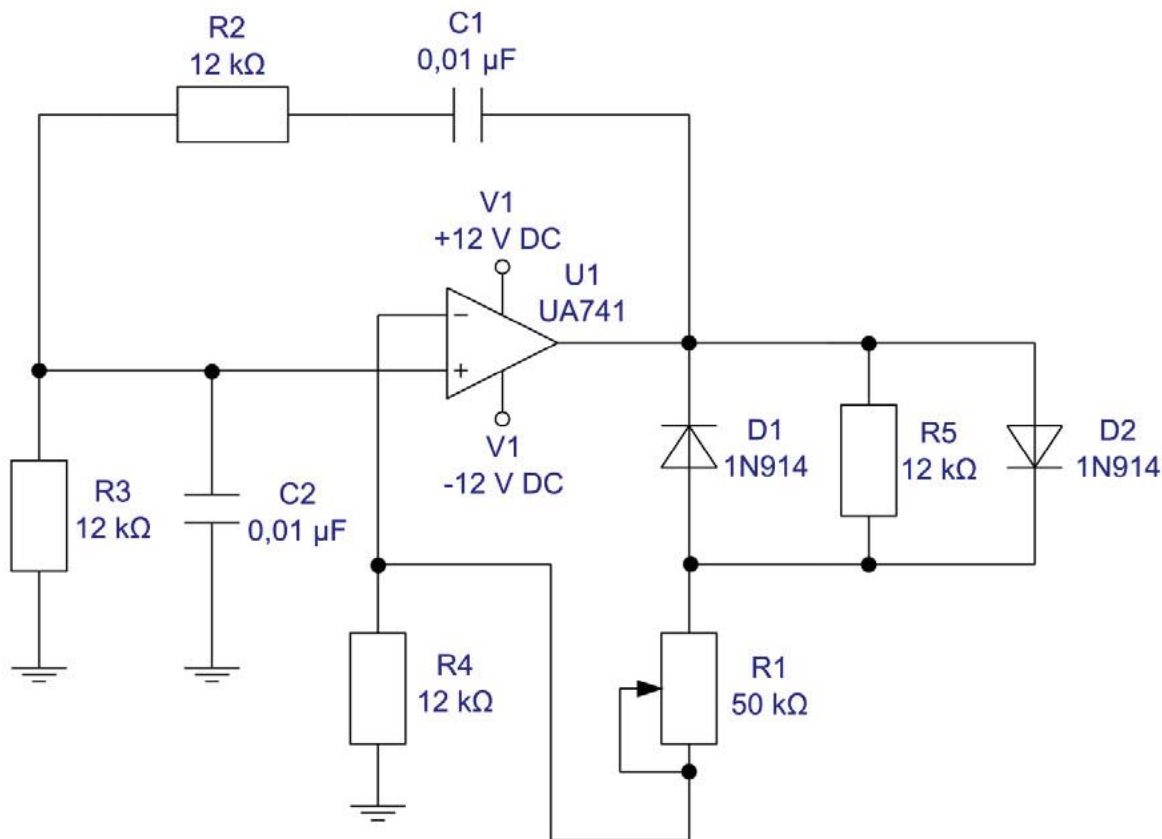 R2
12 kΩ
C1
0,01 µF
V1
+12 V DC
U1
UA741
−
+
V1
-12 V DC
R3
12 kΩ
C2
0,01 µF
D1
1N914
R5
12 kΩ
D2
1N914
R4
12 kΩ
R1
50 kΩ